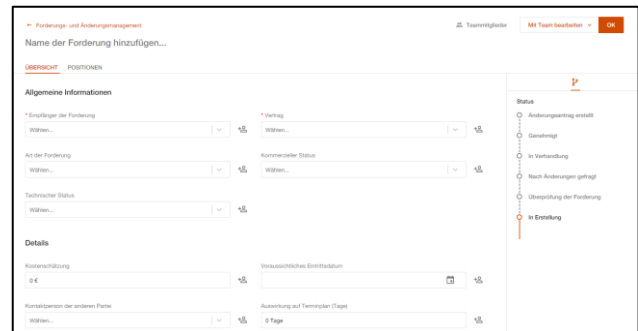 ← Forderungs- und Änderungsmanagement
Teammitglieder
Mit Team bearbeiten
OK
Name der Forderung hinzufügen...
ÜBERSICHT POSITIONEN
Allgemeine Informationen
* Empfänger der Forderung
* Vertrag
Wählen...
Wählen...
Art der Forderung
Kommerzieller Status
Wählen...
Wählen...
Technischer Status
Wählen...
Details
Kostenschätzung
Voraussichtliches Eintrittsdatum
0 €
Kontaktperson der anderen Partei
Auswirkung auf Terminplan (Tage)
Wählen...
0 Tage
Status
Änderungsantrag erstellt
Genehmigt
In Verhandlung
Nach Änderungen gefragt
Überprüfung der Forderung
In Erstellung